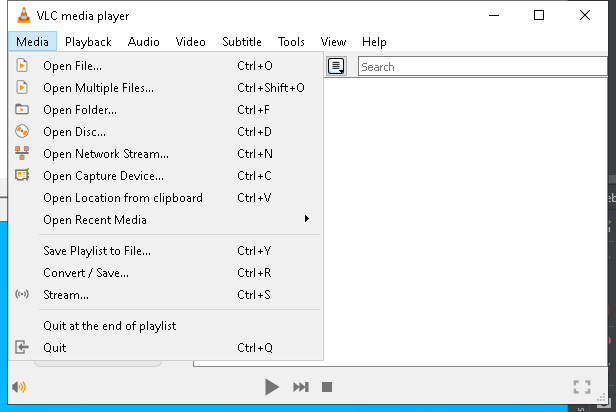 VLC media player
Media Playback Audio Video Subtitle Tools View Help
Open File... Ctrl+O
Open Multiple Files... Ctrl+Shift+O
Open Folder... Ctrl+F
Open Disc... Ctrl+D
Open Network Stream... Ctrl+N
Open Capture Device... Ctrl+C
Open Location from clipboard Ctrl+V
Open Recent Media
Save Playlist to File... Ctrl+Y
Convert / Save... Ctrl+R
Stream... Ctrl+S
Quit at the end of playlist
Quit Ctrl+Q
Search